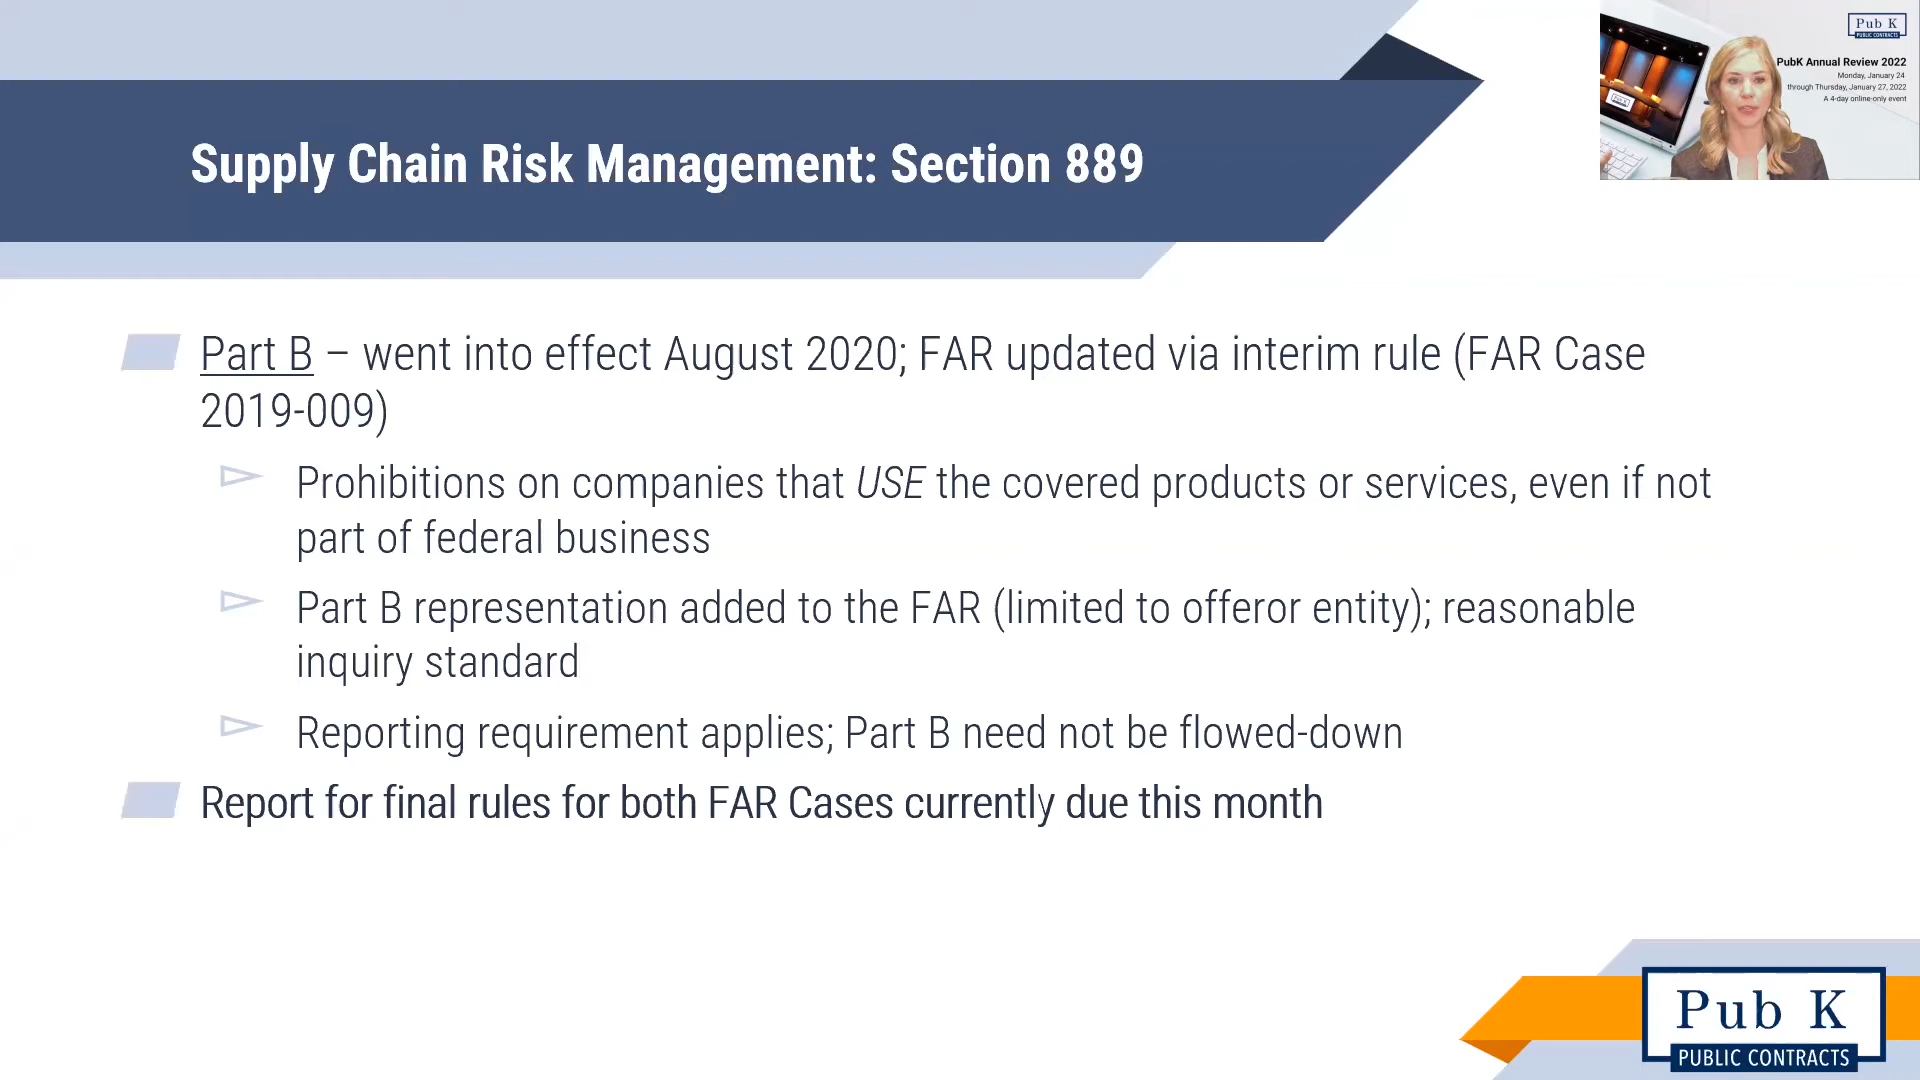 Supply Chain Risk Management: Section 889
Pub K
PUBLIC CONTRACTS
PubK Annual Review 2022
Monday, January 24
through Thursday, January 27, 2022
A 4-day online-only event
Part B – went into effect August 2020; FAR updated via interim rule (FAR Case
2019-009)
Prohibitions on companies that USE the covered products or services, even if not
part of federal business
Part B representation added to the FAR (limited to offeror entity); reasonable
inquiry standard
Reporting requirement applies; Part B need not be flowed-down
Report for final rules for both FAR Cases currently due this month
Pub K
PUBLIC CONTRACTS